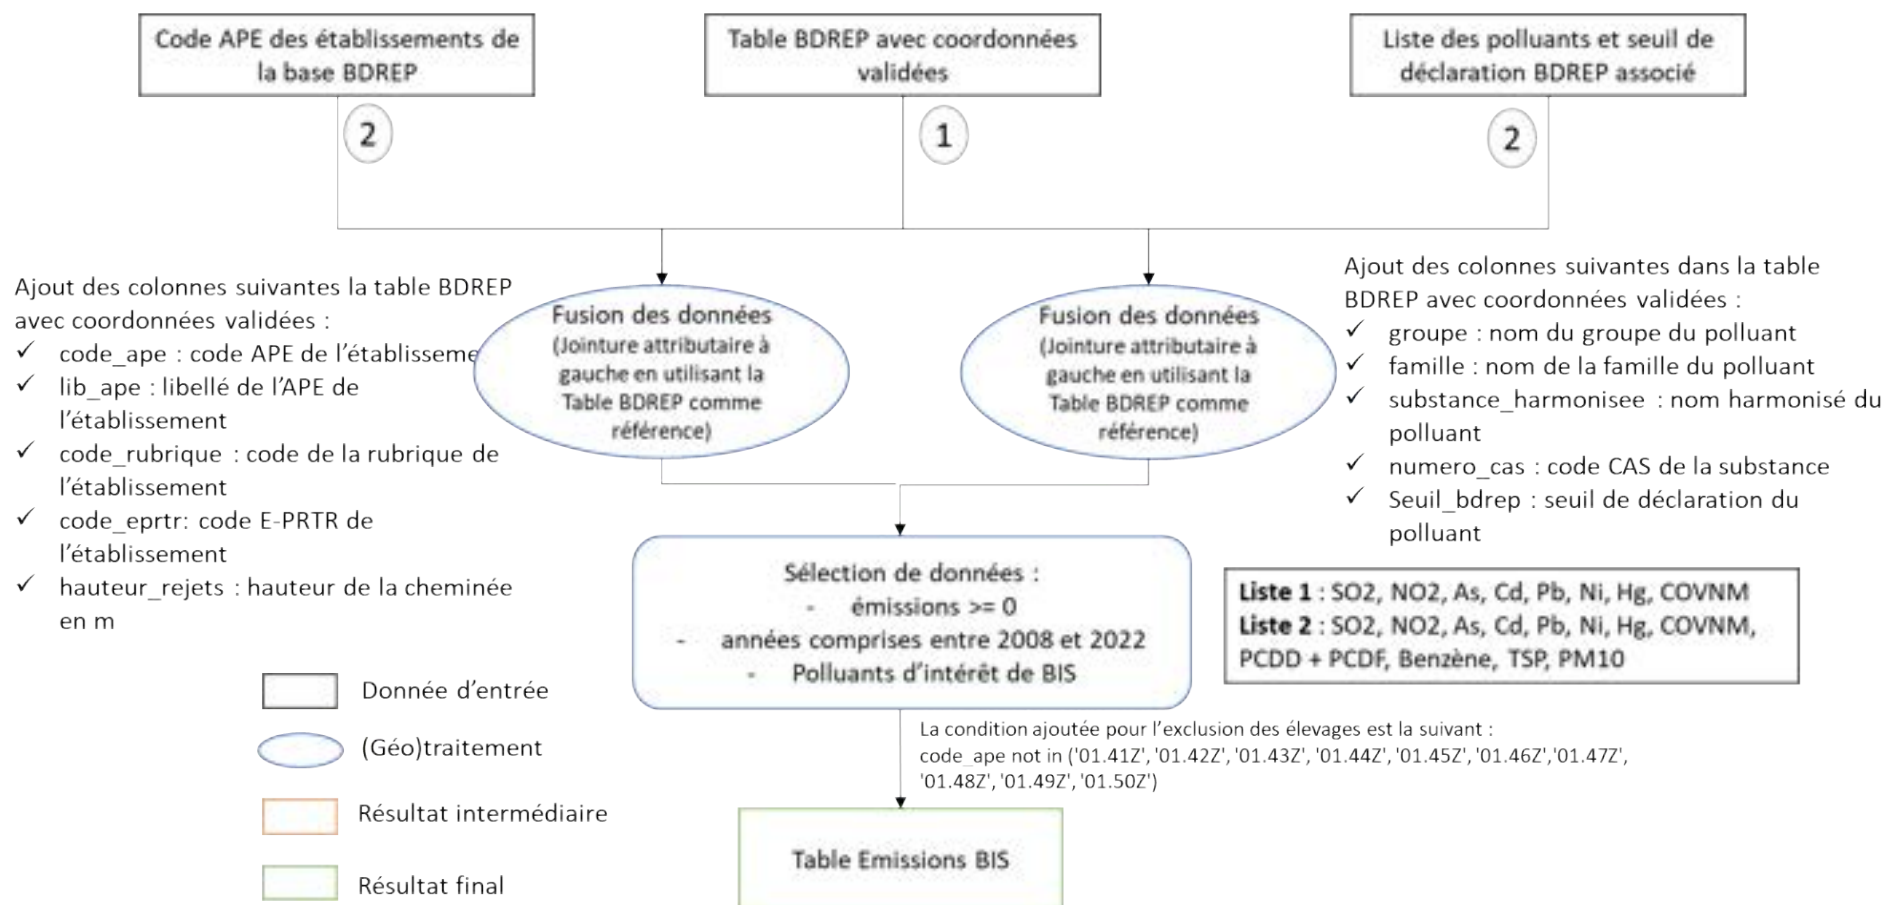 Code APE des établissements de
la base BDREP
Table BDREP avec coordonnées
validées
Liste des polluants et seuil de
déclaration BDREP associé
2
1
2
Ajout des colonnes suivantes la table BDREP
avec coordonnées validées :
✓ code_ape : code APE de l'établisseme
✓ lib_ape : libellé de l'APE de
l'établissement
✓ code_rubrique : code de la rubrique de
l'établissement
✓ code_eprtr: code E-PRTR de
l'établissement
✓ hauteur_rejets : hauteur de la cheminée
en m
Fusion des données
(Jointure attributaire à
gauche en utilisant la
Table BDREP comme
référence)
Fusion des données
(Jointure attributaire à
gauche en utilisant la
Table BDREP comme
référence)
Ajout des colonnes suivantes dans la table
BDREP avec coordonnées validées :
✓ groupe : nom du groupe du polluant
✓ famille : nom de la famille du polluant
✓ substance_harmonisee : nom harmonisé du
polluant
✓ numero_cas : code CAS de la substance
✓ Seuil_bdrep : seuil de déclaration du
polluant
Sélection de données :
- émissions >= 0
- années comprises entre 2008 et 2022
- Polluants d'intérêt de BIS
Liste 1 : SO2, NO2, As, Cd, Pb, Ni, Hg, COVNM
Liste 2 : SO2, NO2, As, Cd, Pb, Ni, Hg, COVNM,
PCDD + PCDF, Benzène, TSP, PM10
La condition ajoutée pour l'exclusion des élevages est la suivant :
code_ape not in ('01.41Z','01.42Z','01.43Z','01.44Z','01.45Z','01.46Z','01.47Z',
'01.48Z','01.49Z','01.50Z')
Table Emissions BIS
Donnée d'entrée
(Géo)traitement
Résultat intermédiaire
Résultat final